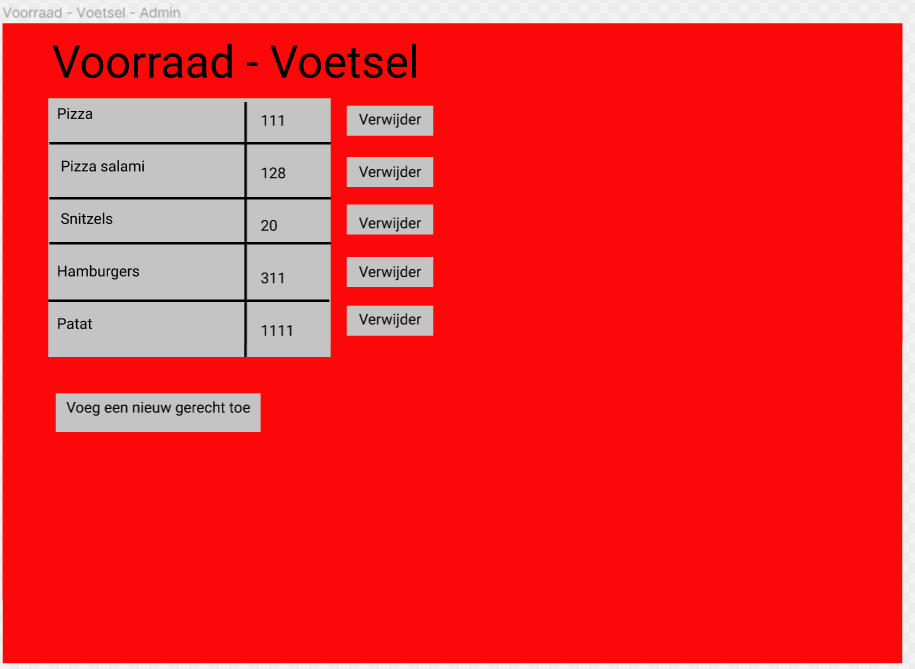 Voorraad - Voetsel - Admin
Voorraad - Voetsel
Pizza 111 Verwijder
Pizza salami 128 Verwijder
Snitzels 20 Verwijder
Hamburgers 311 Verwijder
Patat 1111 Verwijder
Voeg een nieuw gerecht toe